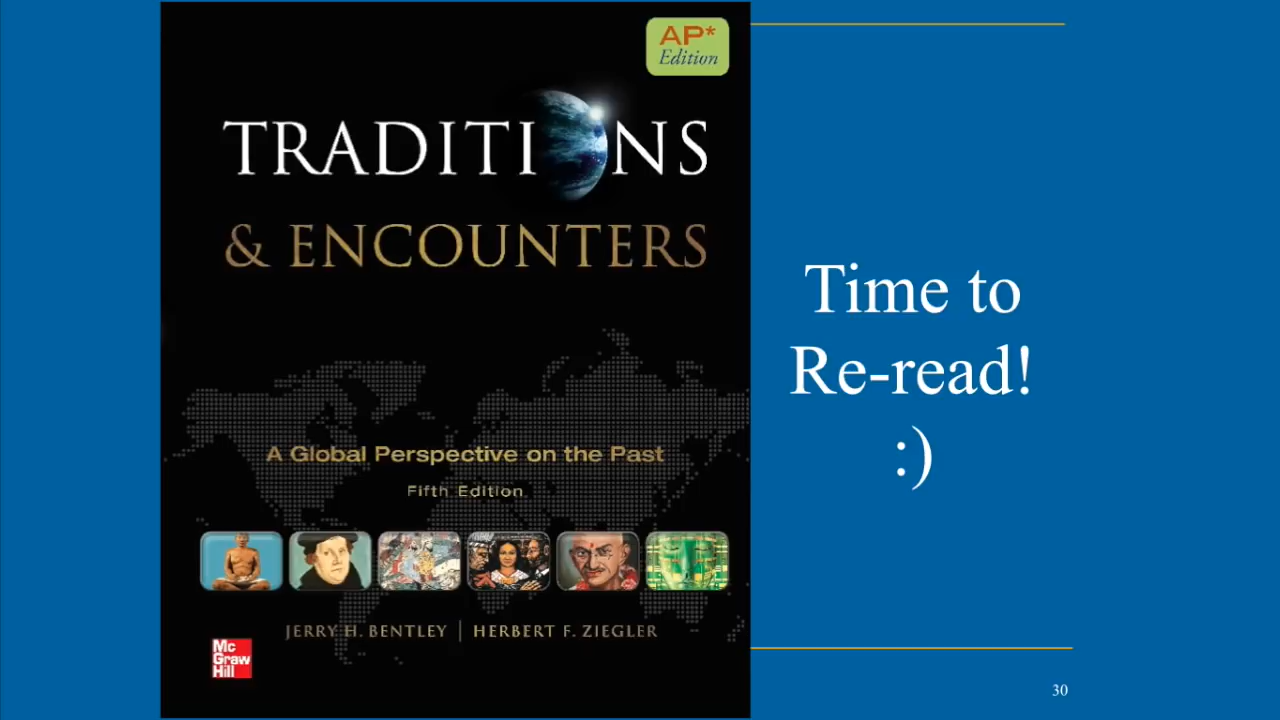 AP*
Edition
TRADITIONS
& ENCOUNTERS
A Global Perspective on the Past
Fifth Edition
JERRY H. BENTLEY | HERBERT F. ZIEGLER
Mc
Graw
Hill
Time to
Re-read!
:)
30